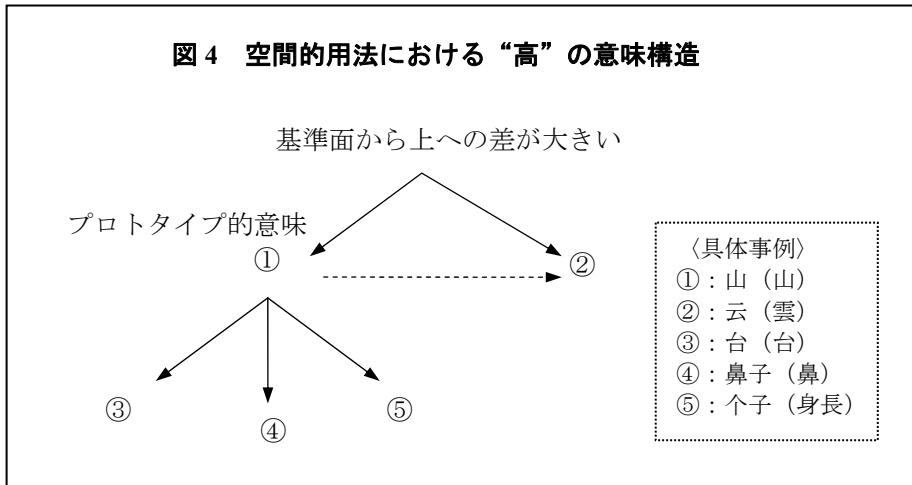 図 4　空間的用法における“高”の意味構造
基準面から上への差が大きい
プロトタイプ的意味
①
②
③
④
⑤
〈具体事例〉
①：山（山）
②：云（雲）
③：台（台）
④：鼻子（鼻）
⑤：个子（身長）